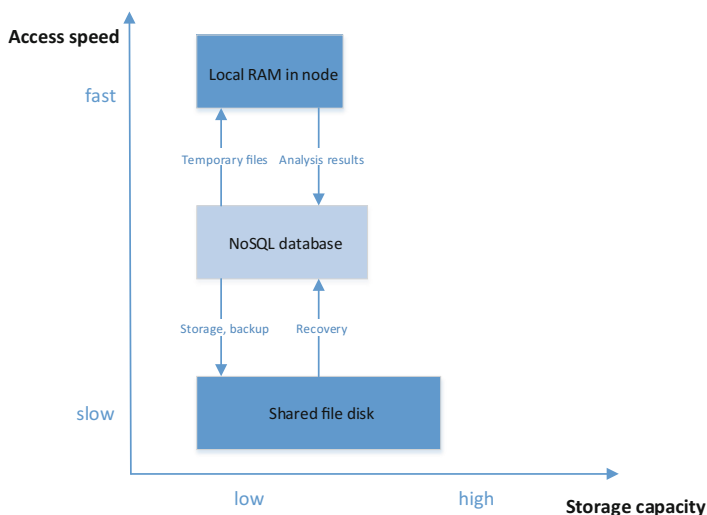 Access speed
Local RAM in node
fast
Temporary files
Analysis results
NoSQL database
Storage, backup
Recovery
Shared file disk
slow
low
high
Storage capacity